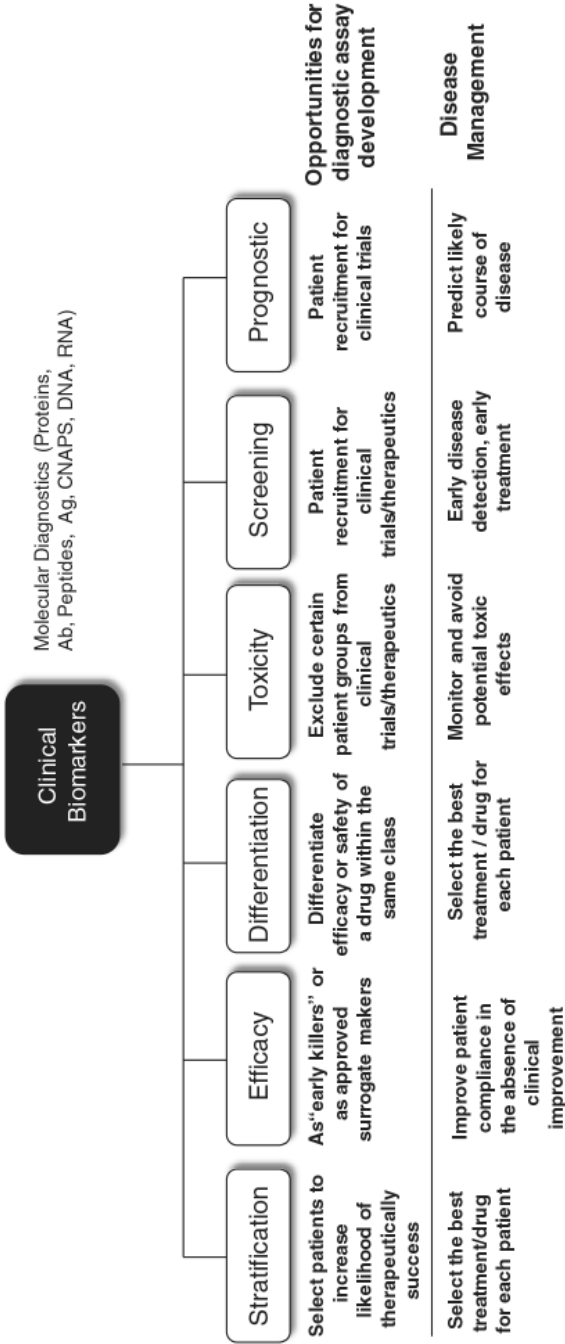 Clinical
Biomarkers
Molecular Diagnostics (Proteins,
Ab, Peptides, Ag, CNAPS, DNA, RNA)
Stratification
Efficacy
Differentiation
Toxicity
Screening
Prognostic
Select patients to
increase
likelihood of
therapeutically
success
As“early killers” or
as approved
surrogate makers
Differentiate
efficacy or safety of
a drug within the
same class
Exclude certain
patient groups from
clinical
trials/therapeutics
Patient
recruitment for
clinical
trials/therapeutics
Patient
recruitment for
clinical trials
Opportunities for
diagnostic assay
development
Select the best
treatment/drug
for each patient
Improve patient
compliance in
the absence of
clinical
improvement
Select the best
treatment / drug for
each patient
Monitor and avoid
potential toxic
effects
Early disease
detection, early
treatment
Predict likely
course of
disease
Disease
Management